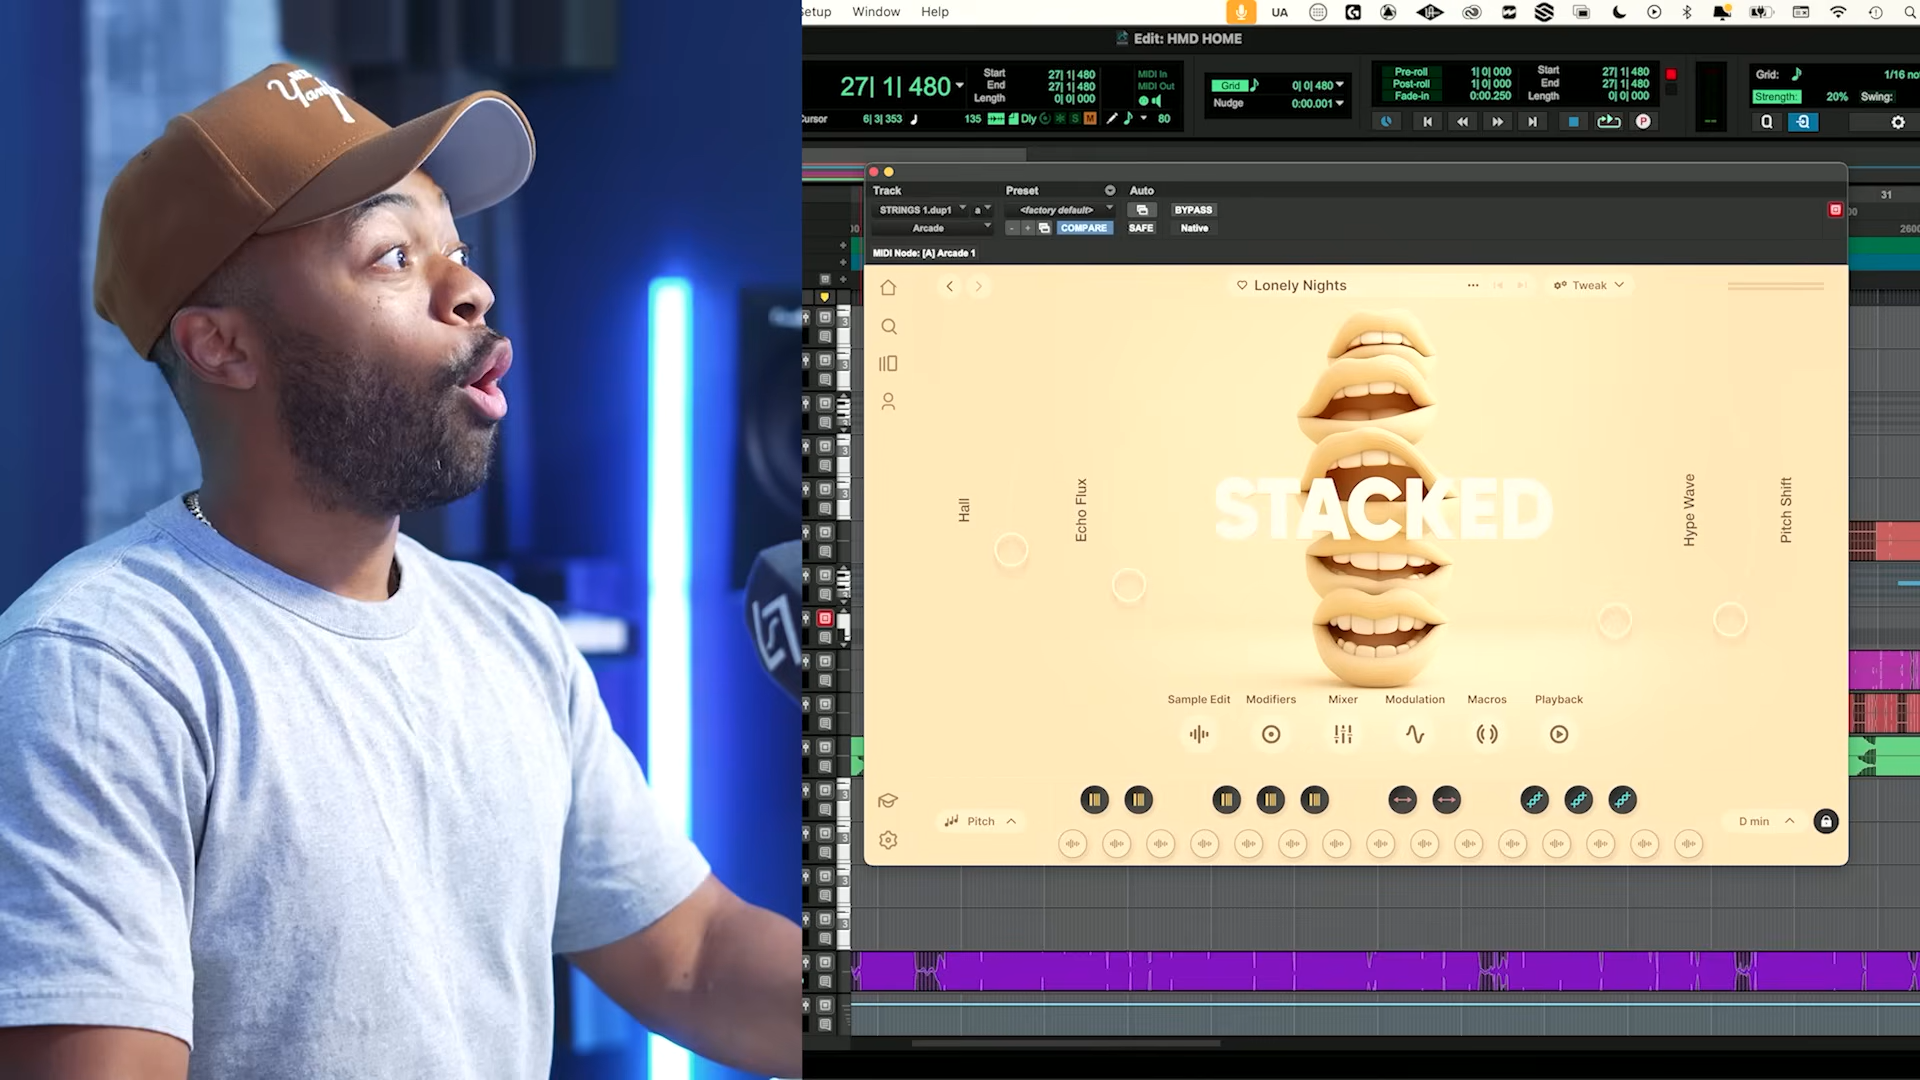 Setup Window Help
UA
Edit: HMD HOME
27| 1| 480
Start 27| 1| 480
End 27| 1| 480
Length 0| 0| 000
MIDI In
MIDI Out
Cursor 6| 3| 353
135
Dly
S
M
80
Grid 0| 0| 480
Nudge 0:00.001
Pre-roll 1| 0| 000
Post-roll 1| 0| 000
Fade-in 0:00.250
Start 27| 1| 480
End 27| 1| 480
Length 0| 0| 000
P
Grid: 1/16 no
Strength: 20% Swing:
Q
31
Track Preset Auto
STRINGS 1.dup1 a <factory default> BYPASS
Arcade - + COMPARE SAFE Native
MIDI Node: [A] Arcade 1
2600
Lonely Nights ... Tweak
Hall
Echo Flux
STACKED
Hype Wave
Pitch Shift
Sample Edit Modifiers Mixer Modulation Macros Playback
Pitch
D min